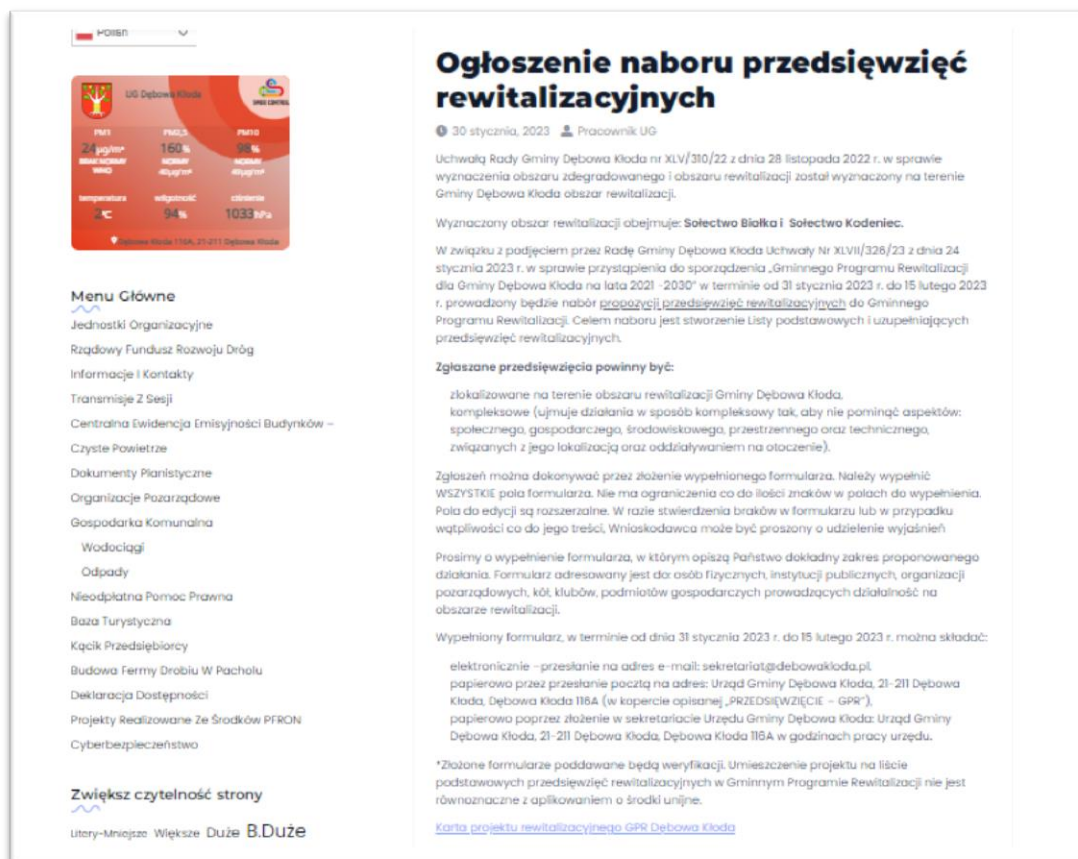 Polish
UG Dębowa Kłoda
PM1 PM2,5 PM10
24µg/m³ 160% 98%
BRAK NORMY NORMY NORMY
WHO 40µg/m³
temperatura wilgotność ciśnienie
2°C 94% 1033hPa
Dębowa Kłoda 116A, 21-211 Dębowa Kłoda
Menu Główne
Jednostki Organizacyjne
Rządowy Fundusz Rozwoju Dróg
Informacje I Kontakty
Transmisje Z Sesji
Centralna Ewidencja Emisyjności Budynków –
Czyste Powietrze
Dokumenty Planistyczne
Organizacje Pozarządowe
Gospodarka Komunalna
Wodociągi
Odpady
Nieodpłatna Pomoc Prawna
Baza Turystyczna
Kącik Przedsiębiorcy
Budowa Fermy Drobiu W Pacholu
Deklaracja Dostępności
Projekty Realizowane Ze Środków PFRON
Cyberbezpieczeństwo
Zwiększ czytelność strony
Litery-Mniejsze Większe Duże B.Duże
Ogłoszenie naboru przedsięwzięć
rewitalizacyjnych
30 stycznia, 2023 Pracownik UG
Uchwałą Rady Gminy Dębowa Kłoda nr XLV/310/22 z dnia 28 listopada 2022 r. w sprawie
wyznaczenia obszaru zdegradowanego i obszaru rewitalizacji został wyznaczony na terenie
Gminy Dębowa Kłoda obszar rewitalizacji.
Wyznaczony obszar rewitalizacji obejmuje: Sołectwo Białka i Sołectwo Kodeniec.
W związku z podjęciem przez Radę Gminy Dębowa Kłoda Uchwały Nr XLVII/326/23 z dnia 24
stycznia 2023 r. w sprawie przystąpienia do sporządzenia „Gminnego Programu Rewitalizacji
dla Gminy Dębowa Kłoda na lata 2021 -2030” w terminie od 31 stycznia 2023 r. do 15 lutego 2023
r. prowadzony będzie nabór propozycji przedsięwzięć rewitalizacyjnych do Gminnego
Programu Rewitalizacji. Celem naboru jest stworzenie Listy podstawowych i uzupełniających
przedsięwzięć rewitalizacyjnych.
Zgłaszane przedsięwzięcia powinny być:
zlokalizowane na terenie obszaru rewitalizacji Gminy Dębowa Kłoda,
kompleksowe (ujmuje działania w sposób kompleksowy tak, aby nie pominąć aspektów:
społecznego, gospodarczego, środowiskowego, przestrzennego oraz technicznego,
związanych z jego lokalizacją oraz oddziaływaniem na otoczenie).
Zgłoszeń można dokonywać przez złożenie wypełnionego formularza. Należy wypełnić
WSZYSTKIE pola formularza. Nie ma ograniczenia co do ilości znaków w polach do wypełnienia.
Pola do edycji są rozszerzalne. W razie stwierdzenia braków w formularzu lub w przypadku
wątpliwości co do jego treści, Wnioskodawca może być proszony o udzielenie wyjaśnień
Prosimy o wypełnienie formularza, w którym opiszą Państwo dokładny zakres proponowanego
działania. Formularz adresowany jest do: osób fizycznych, instytucji publicznych, organizacji
pozarządowych, kół, klubów, podmiotów gospodarczych prowadzących działalność na
obszarze rewitalizacji.
Wypełniony formularz, w terminie od dnia 31 stycznia 2023 r. do 15 lutego 2023 r. można składać:
elektronicznie –przesłanie na adres e-mail: sekretariat@debowakloda.pl,
papierowo przez przesłanie pocztą na adres: Urząd Gminy Dębowa Kłoda, 21-211 Dębowa
Kłoda, Dębowa Kłoda 116A (w kopercie opisanej „PRZEDSIĘWZIĘCIE – GPR”),
papierowo poprzez złożenie w sekretariacie Urzędu Gminy Dębowa Kłoda: Urząd Gminy
Dębowa Kłoda, 21-211 Dębowa Kłoda, Dębowa Kłoda 116A w godzinach pracy urzędu.
*Złożone formularze poddawane będą weryfikacji. Umieszczenie projektu na liście
podstawowych przedsięwzięć rewitalizacyjnych w Gminnym Programie Rewitalizacji nie jest
równoznaczne z aplikowaniem o środki unijne.
Karta projektu rewitalizacyjnego GPR Dębowa Kłoda